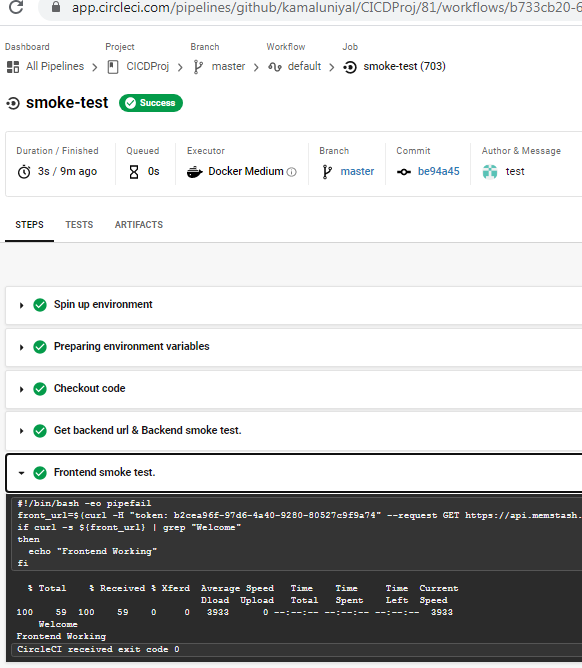 app.circleci.com/pipelines/github/kamaluniyal/CICDProj/81/workflows/b733cb20-6
Dashboard Project Branch Workflow Job
All Pipelines CICDProj master default smoke-test (703)
smoke-test Success
Duration / Finished Queued Executor Branch Commit Author & Message
3s / 9m ago 0s Docker Medium master be94a45 test
STEPS TESTS ARTIFACTS
Spin up environment
Preparing environment variables
Checkout code
Get backend url & Backend smoke test.
Frontend smoke test.
#!/bin/bash -eo pipefail
front_url=$(curl -H "token: b2cea96f-97d6-4a40-9280-80527c9f9a74" --request GET https://api.memstash.
if curl -s ${front_url} | grep "Welcome"
then
echo "Frontend Working"
fi
% Total % Received % Xferd Average Speed Time Time Time Current
Dload Upload Total Spent Left Speed
100 59 100 59 0 0 3933 0 --:--:-- --:--:-- --:--:-- 3933
Welcome
Frontend Working
CircleCI received exit code 0